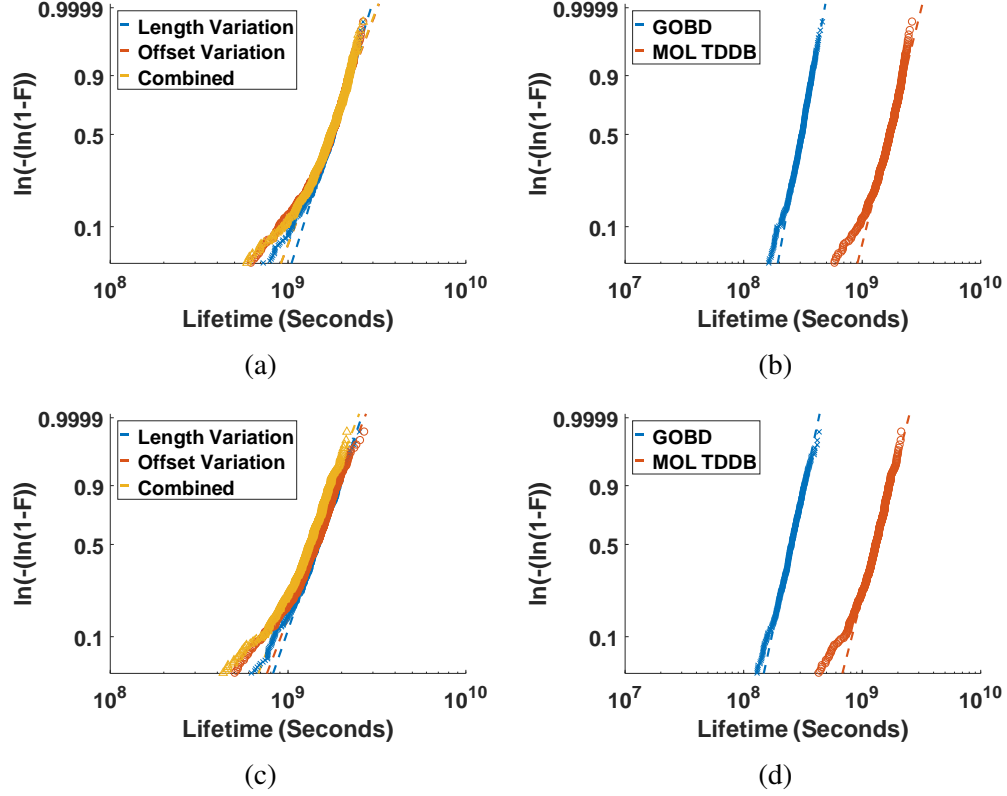 0.9999
0.9
0.5
0.1
ln(-(ln(1-F))
Length Variation
Offset Variation
Combined
10^8
10^9
10^10
Lifetime (Seconds)
(a)
0.9999
0.9
0.5
0.1
ln(-(ln(1-F))
GOBD
MOL TDDB
10^7
10^8
10^9
10^10
Lifetime (Seconds)
(b)
0.9999
0.9
0.5
0.1
ln(-(ln(1-F))
Length Variation
Offset Variation
Combined
10^8
10^9
10^10
Lifetime (Seconds)
(c)
0.9999
0.9
0.5
0.1
ln(-(ln(1-F))
GOBD
MOL TDDB
10^7
10^8
10^9
10^10
Lifetime (Seconds)
(d)